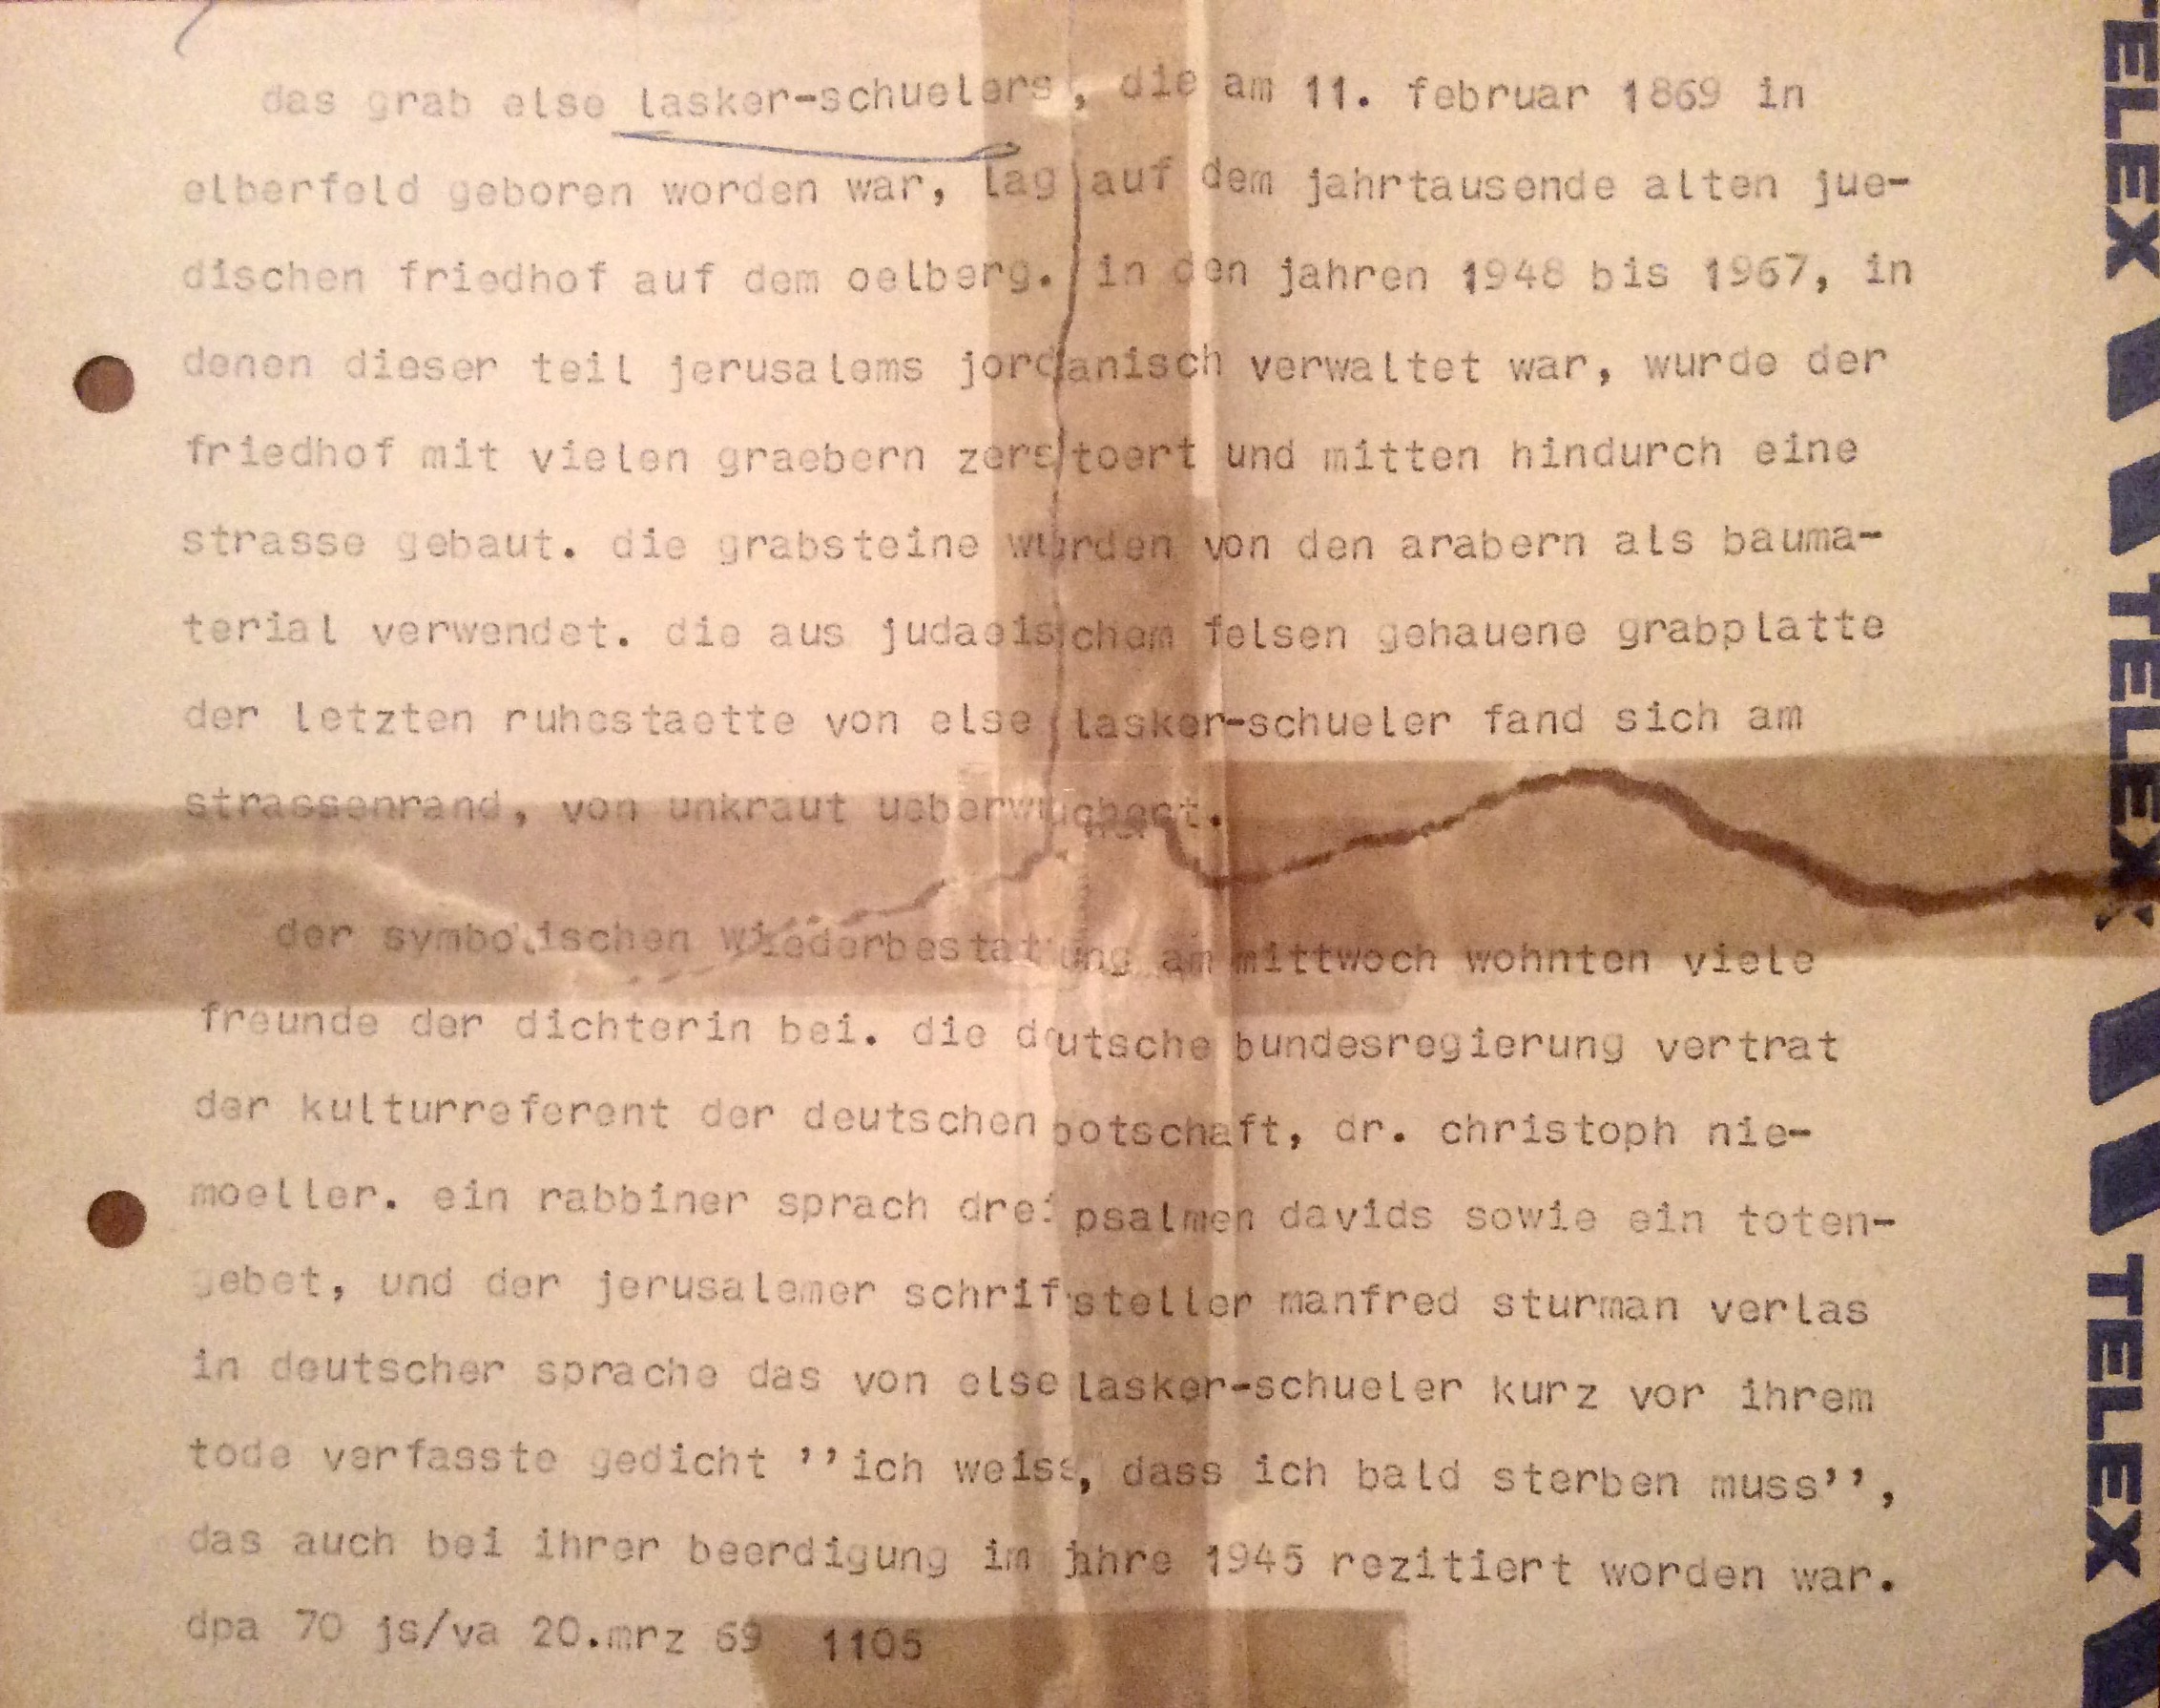 das grab else lasker-schuelers, die am 11. februar 1869 in
elberfeld geboren worden war, lag auf dem jahrtausende alten jue-
dischen friedhof auf dem oelberg. in den jahren 1948 bis 1967, in
denen dieser teil jerusalems jordanisch verwaltet war, wurde der
friedhof mit vielen graebern zerstoert und mitten hindurch eine
strasse gebaut. die grabsteine wurden von den arabern als bauma-
terial verwendet. die aus judaeischem felsen gehauene grabplatte
der letzten ruhestaette von else lasker-schueler fand sich am
strassenrand, von unkraut ueberwuchert.
der symbolischen wiederbestattung am mittwoch wohnten viele
freunde der dichterin bei. die deutsche bundesregierung vertrat
der kulturreferent der deutschen botschaft, dr. christoph nie-
moeller. ein rabbiner sprach drei psalmen davids sowie ein toten-
gebet, und der jerusalemer schriftsteller manfred sturman verlas
in deutscher sprache das von else lasker-schueler kurz vor ihrem
tode verfasste gedicht ''ich weiss, dass ich bald sterben muss'',
das auch bei ihrer beerdigung im jahre 1945 rezitiert worden war.
dpa 70 js/va 20.mrz 69 1105
TELEX
TELEX
TELEX